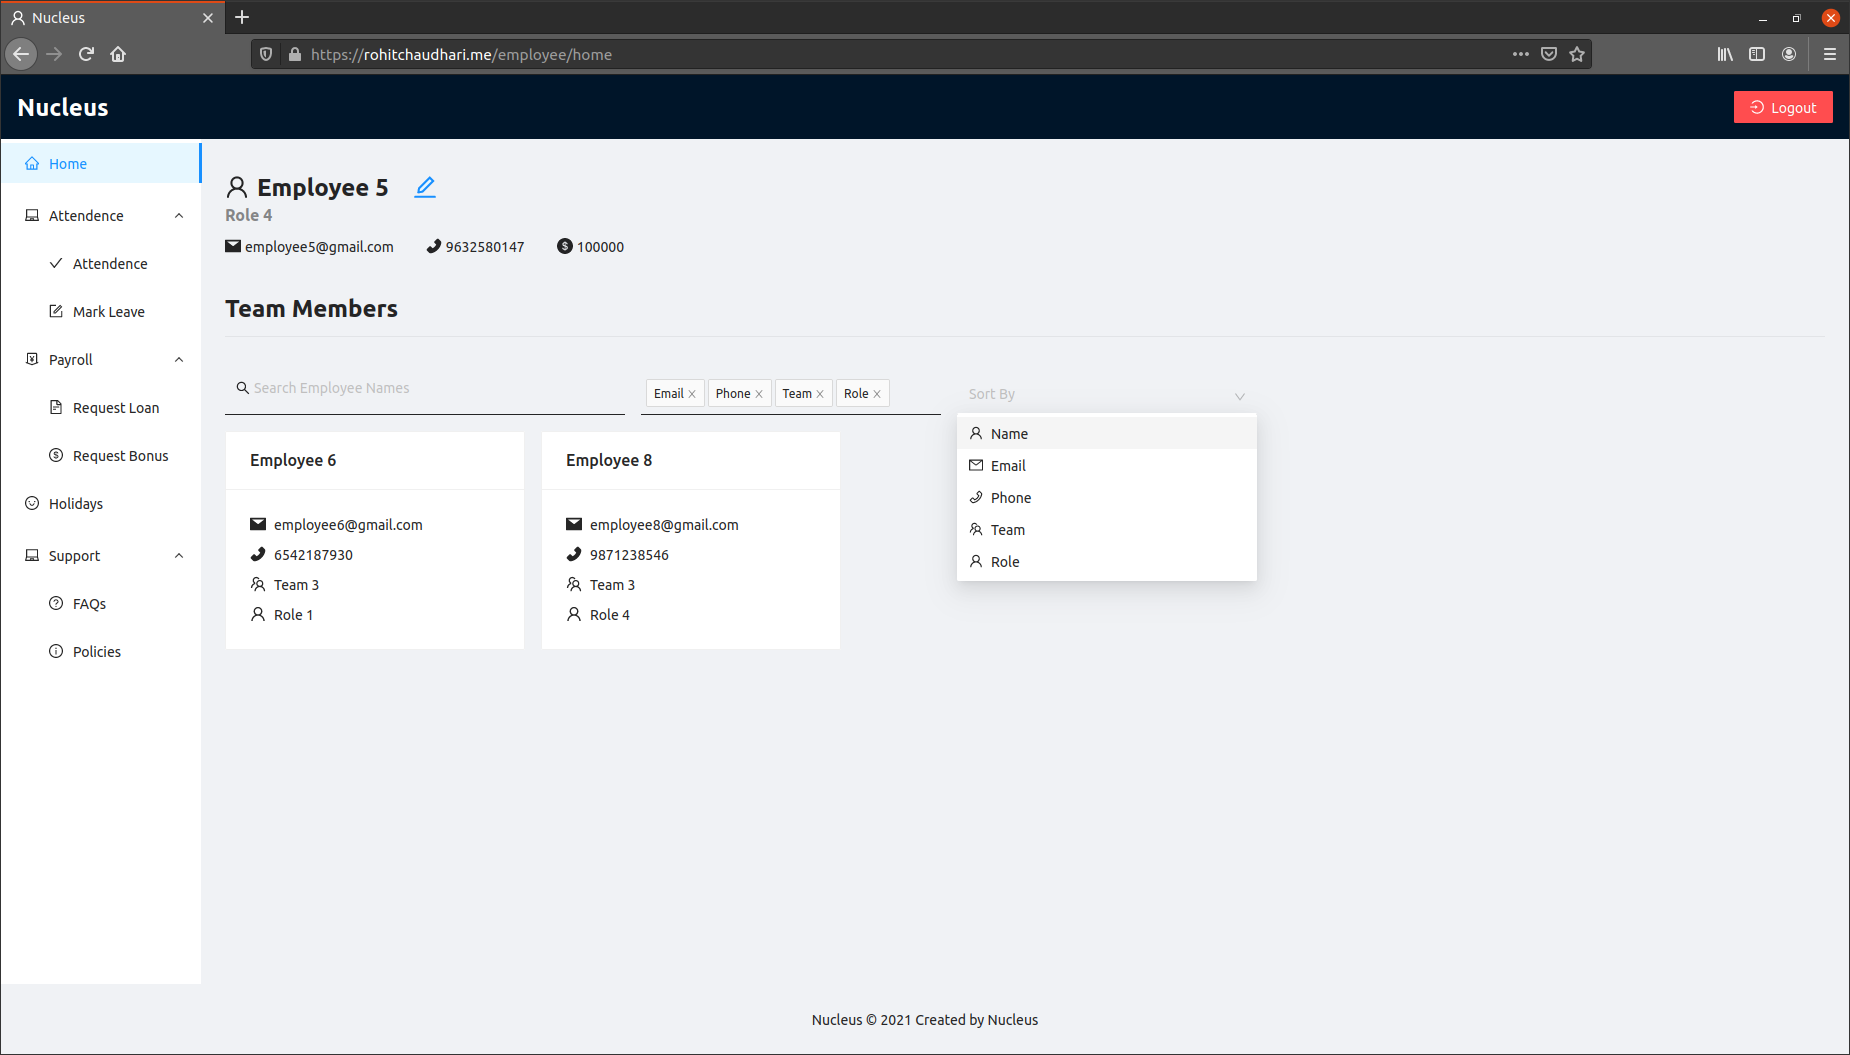 Nucleus
https://rohitchaudhari.me/employee/home
Nucleus
Logout
Home
Attendence
Attendence
Mark Leave
Payroll
Request Loan
Request Bonus
Holidays
Support
FAQs
Policies
Employee 5
Role 4
employee5@gmail.com 9632580147 100000
Team Members
Search Employee Names
Email Phone Team Role
Sort By
Name
Email
Phone
Team
Role
Employee 6
employee6@gmail.com
6542187930
Team 3
Role 1
Employee 8
employee8@gmail.com
9871238546
Team 3
Role 4
Nucleus © 2021 Created by Nucleus